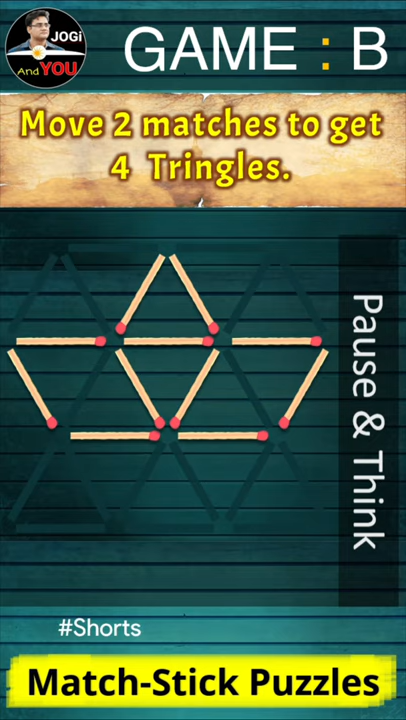 JOGi
And YOU
GAME : B
Move 2 matches to get
4 Tringles.
Pause & Think
#Shorts
Match-Stick Puzzles